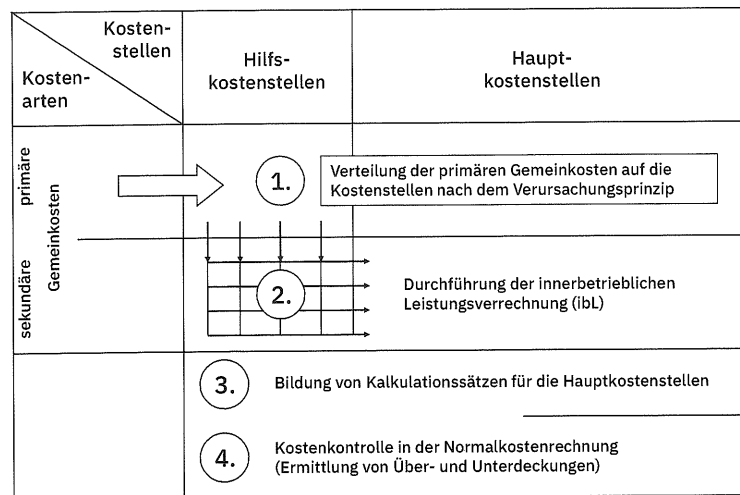 Kosten-
stellen
Kosten-
arten
Hilfs-
kostenstellen
Haupt-
kostenstellen
primäre
sekundäre
Gemeinkosten
1.
Verteilung der primären Gemeinkosten auf die
Kostenstellen nach dem Verursachungsprinzip
2.
Durchführung der innerbetrieblichen
Leistungsverrechnung (ibL)
3.
Bildung von Kalkulationssätzen für die Hauptkostenstellen
4.
Kostenkontrolle in der Normalkostenrechnung
(Ermittlung von Über- und Unterdeckungen)